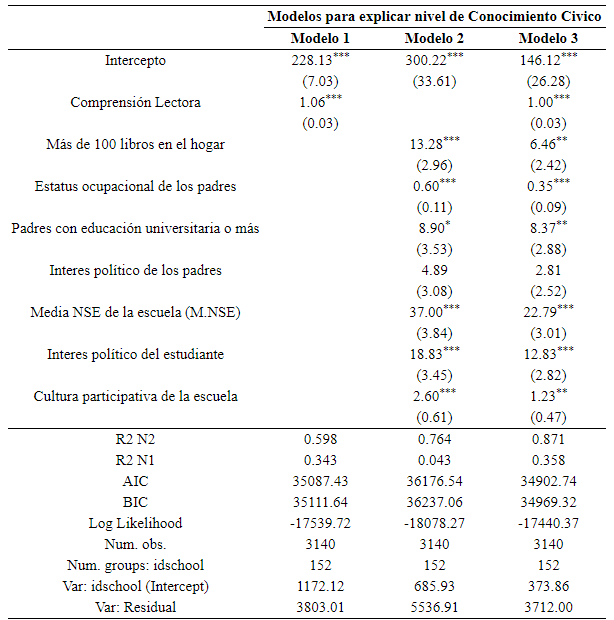 Modelos para explicar nivel de Conocimiento Civico
Modelo 1 Modelo 2 Modelo 3
Intercepto 228.13*** 300.22*** 146.12***
(7.03) (33.61) (26.28)
Comprensión Lectora 1.06*** 1.00***
(0.03) (0.03)
Más de 100 libros en el hogar 13.28*** 6.46**
(2.96) (2.42)
Estatus ocupacional de los padres 0.60*** 0.35***
(0.11) (0.09)
Padres con educación universitaria o más 8.90* 8.37**
(3.53) (2.88)
Interes político de los padres 4.89 2.81
(3.08) (2.52)
Media NSE de la escuela (M.NSE) 37.00*** 22.79***
(3.84) (3.01)
Interes político del estudiante 18.83*** 12.83***
(3.45) (2.82)
Cultura participativa de la escuela 2.60*** 1.23**
(0.61) (0.47)
R2 N2 0.598 0.764 0.871
R2 N1 0.343 0.043 0.358
AIC 35087.43 36176.54 34902.74
BIC 35111.64 36237.06 34969.32
Log Likelihood -17539.72 -18078.27 -17440.37
Num. obs. 3140 3140 3140
Num. groups: idschool 152 152 152
Var: idschool (Intercept) 1172.12 685.93 373.86
Var: Residual 3803.01 5536.91 3712.00